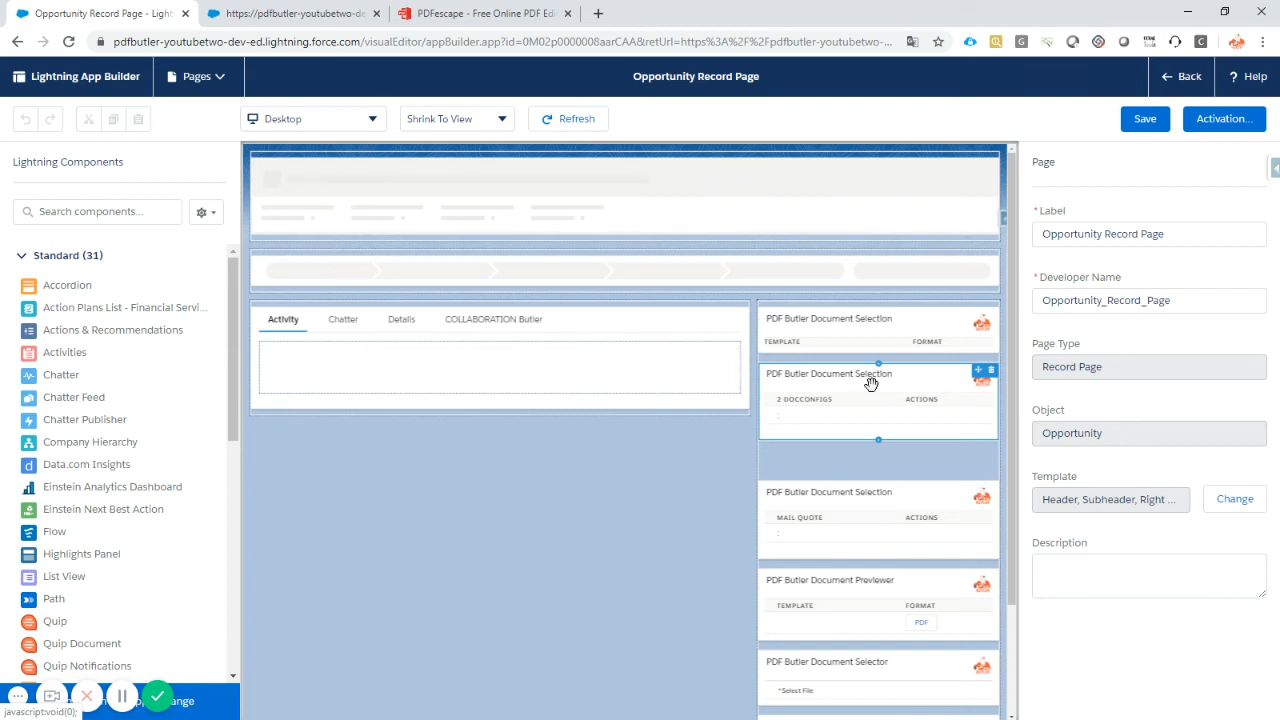 Opportunity Record Page - Light
https://pdfbutler-youtubetwo-de
PDFescape - Free Online PDF Edi
pdfbutler-youtubetwo-dev-ed.lightning.force.com/visualEditor/appBuilder.app?id=0M02p0000008aarCAA&retUrl=https%3A%2F%2Fpdfbutler-youtubetwo-...
Lightning App Builder
Pages
Opportunity Record Page
Back
? Help
Desktop
Shrink To View
Refresh
Save
Activation...
Lightning Components
Search components...
Standard (31)
Accordion
Action Plans List - Financial Servi...
Actions & Recommendations
Activities
Chatter
Chatter Feed
Chatter Publisher
Company Hierarchy
Data.com Insights
Einstein Analytics Dashboard
Einstein Next Best Action
Flow
Highlights Panel
List View
Path
Quip
Quip Document
Quip Notifications
javascript:void(0);
Activity
Chatter
Details
COLLABORATION Butler
PDF Butler Document Selection
TEMPLATE
FORMAT
PDF Butler Document Selection
2 DOCCONFIGS
ACTIONS
:
PDF Butler Document Selection
MAIL QUOTE
ACTIONS
:
PDF Butler Document Previewer
TEMPLATE
FORMAT
PDF
PDF Butler Document Selector
*Select File
Page
*Label
Opportunity Record Page
*Developer Name
Opportunity_Record_Page
Page Type
Record Page
Object
Opportunity
Template
Header, Subheader, Right ...
Change
Description